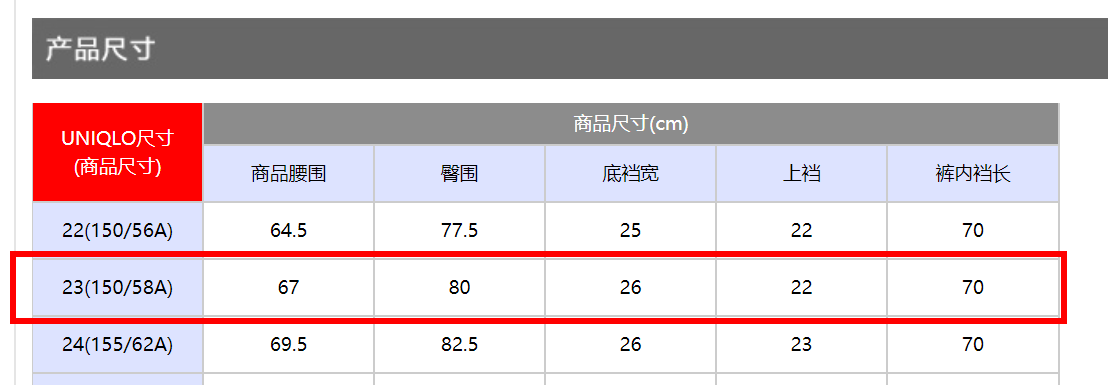 产品尺寸
UNIQLO尺寸
(商品尺寸)
商品尺寸(cm)
商品腰围 臀围 底裆宽 上裆 裤内裆长
22(150/56A) 64.5 77.5 25 22 70
23(150/58A) 67 80 26 22 70
24(155/62A) 69.5 82.5 26 23 70